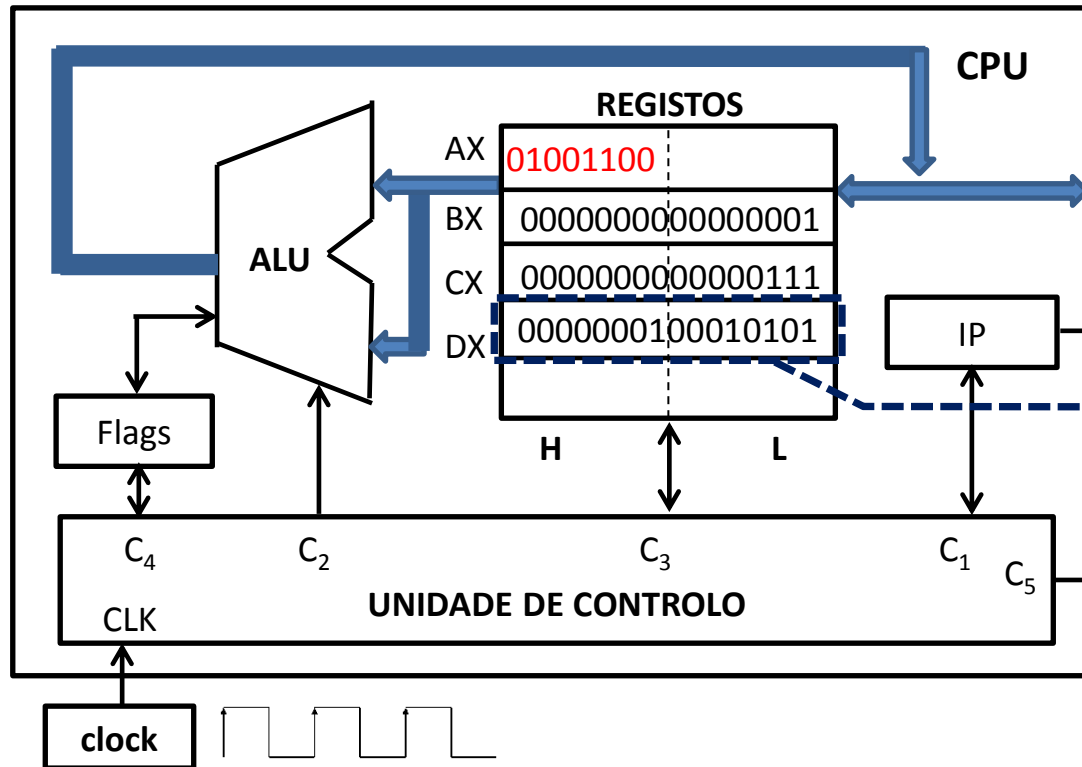 CPU
REGISTOS
AX 01001100
BX 0000000000000001
CX 0000000000000111
DX 0000000100010101
ALU
IP
Flags
H L
C4 C2 C3 C1
C5
UNIDADE DE CONTROLO
CLK
clock